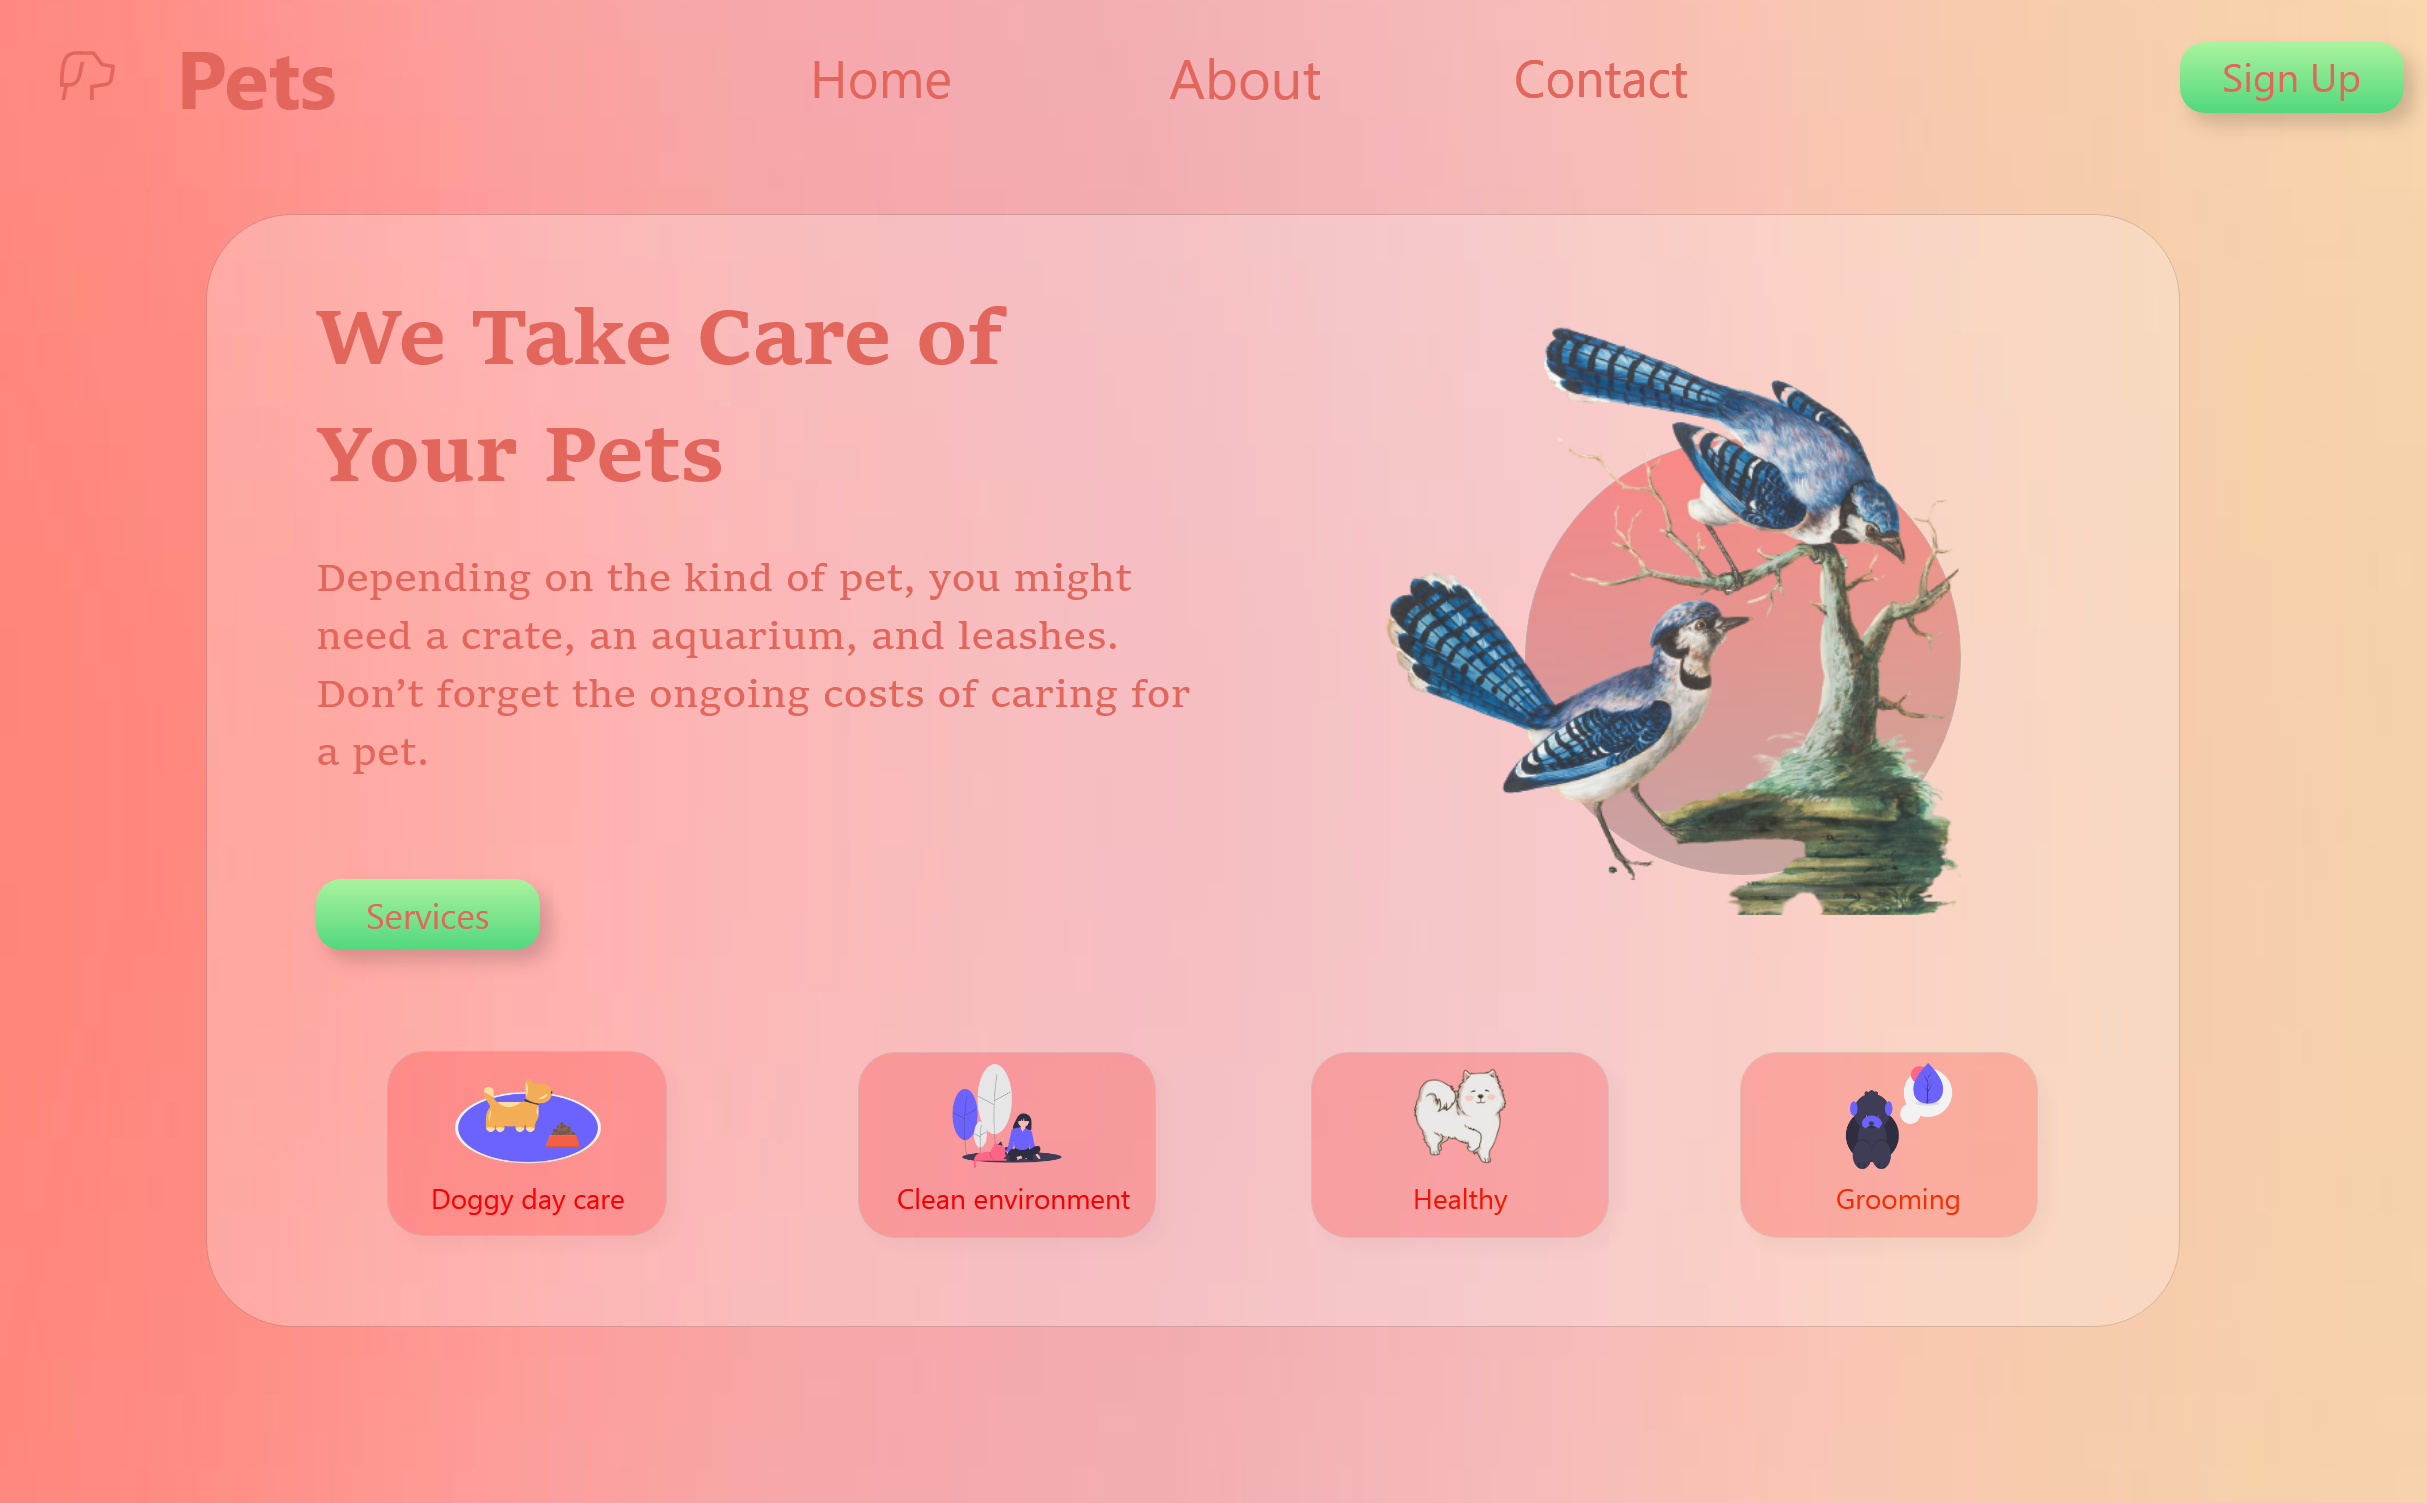 Pets
Home
About
Contact
Sign Up
We Take Care of
Your Pets
Depending on the kind of pet, you might
need a crate, an aquarium, and leashes.
Don’t forget the ongoing costs of caring for
a pet.
Services
Doggy day care
Clean environment
Healthy
Grooming